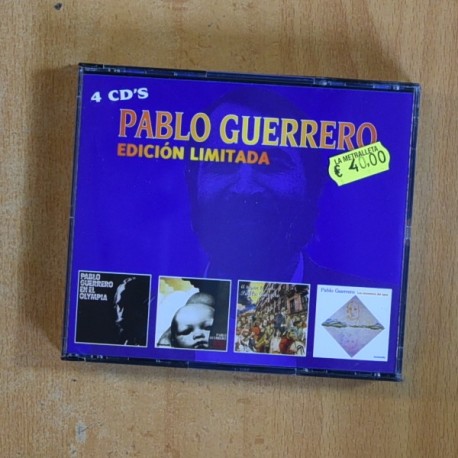 4 CD'S
PABLO GUERRERO
EDICIÓN LIMITADA
LA METRALLETA
€ 40.00
PABLO
GUERRERO
EN EL
OLYMPIA
Pablo Guerrero